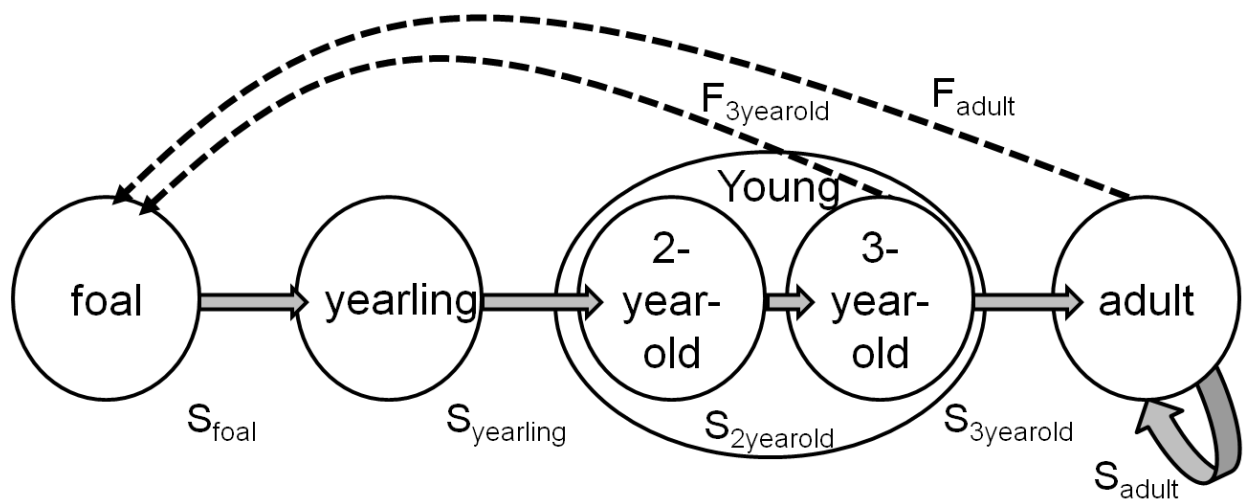 F3yearold
Fadult
Young
foal
yearling
2-
year-
old
3-
year-
old
adult
Sfoal
Syearling
S2yearold
S3yearold
Sadult